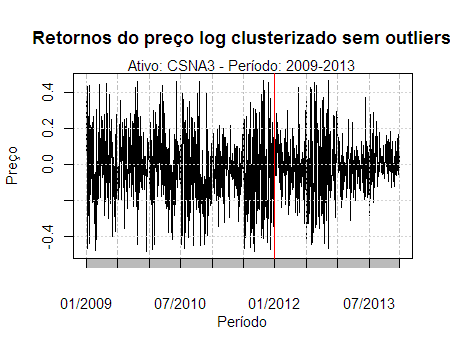 Retornos do preço log clusterizado sem outliers
Ativo: CSNA3 - Período: 2009-2013
0.4
0.2
0.0
-0.4
Preço
01/2009 07/2010 01/2012 07/2013
Período